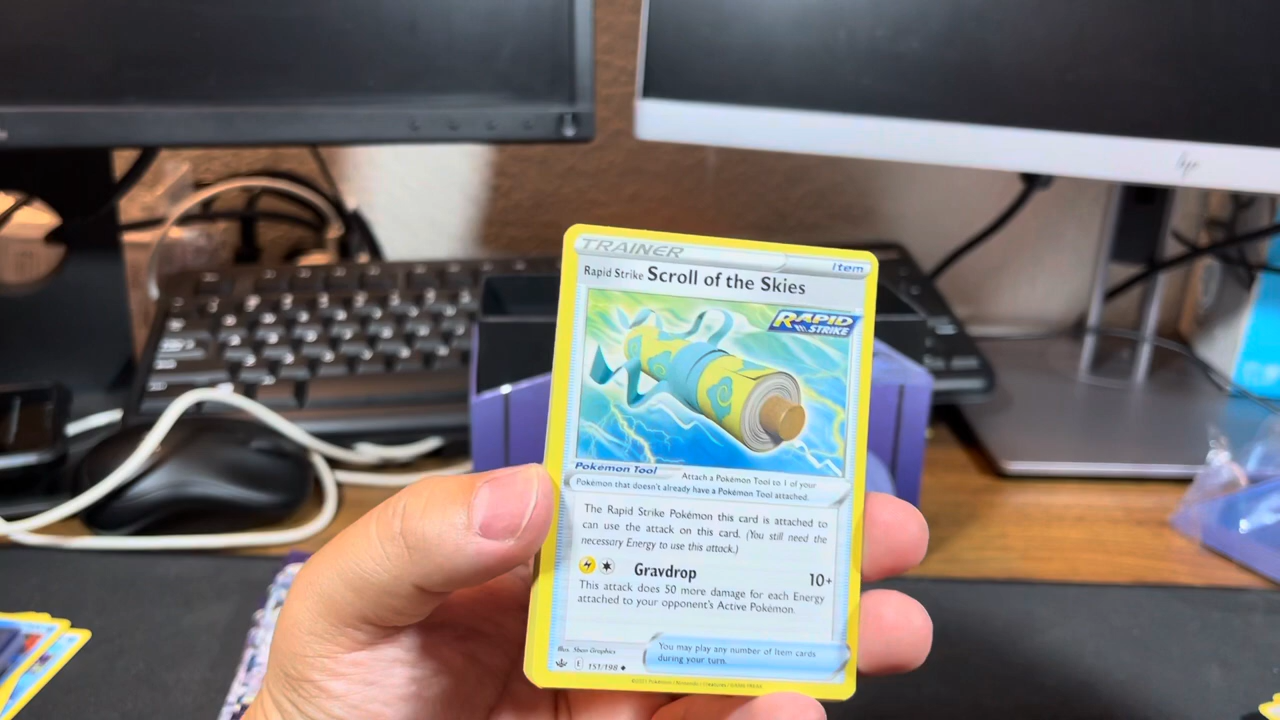 TRAINER
Item
Rapid Strike Scroll of the Skies
RAPID
STRIKE
Pokémon Tool
Attach a Pokémon Tool to 1 of your
Pokémon that doesn't already have a Pokémon Tool attached.
The Rapid Strike Pokémon this card is attached to
can use the attack on this card. (You still need the
necessary Energy to use this attack.)
Gravdrop 10+
This attack does 50 more damage for each Energy
attached to your opponent's Active Pokémon.
You may play any number of Item cards
during your turn.
Illus. Studio Bora Graphics
E 151/198
hp